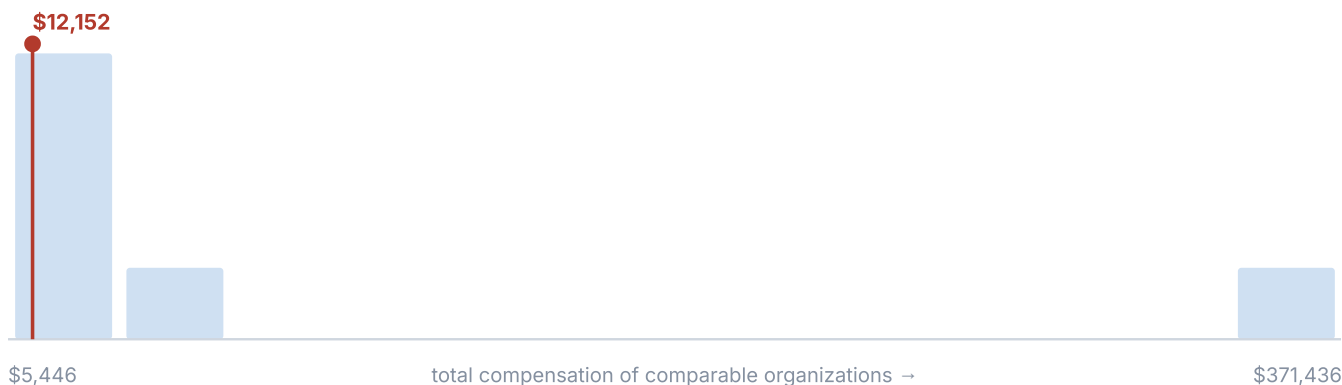 $12,152
$5,446
total compensation of comparable organizations →
$371,436